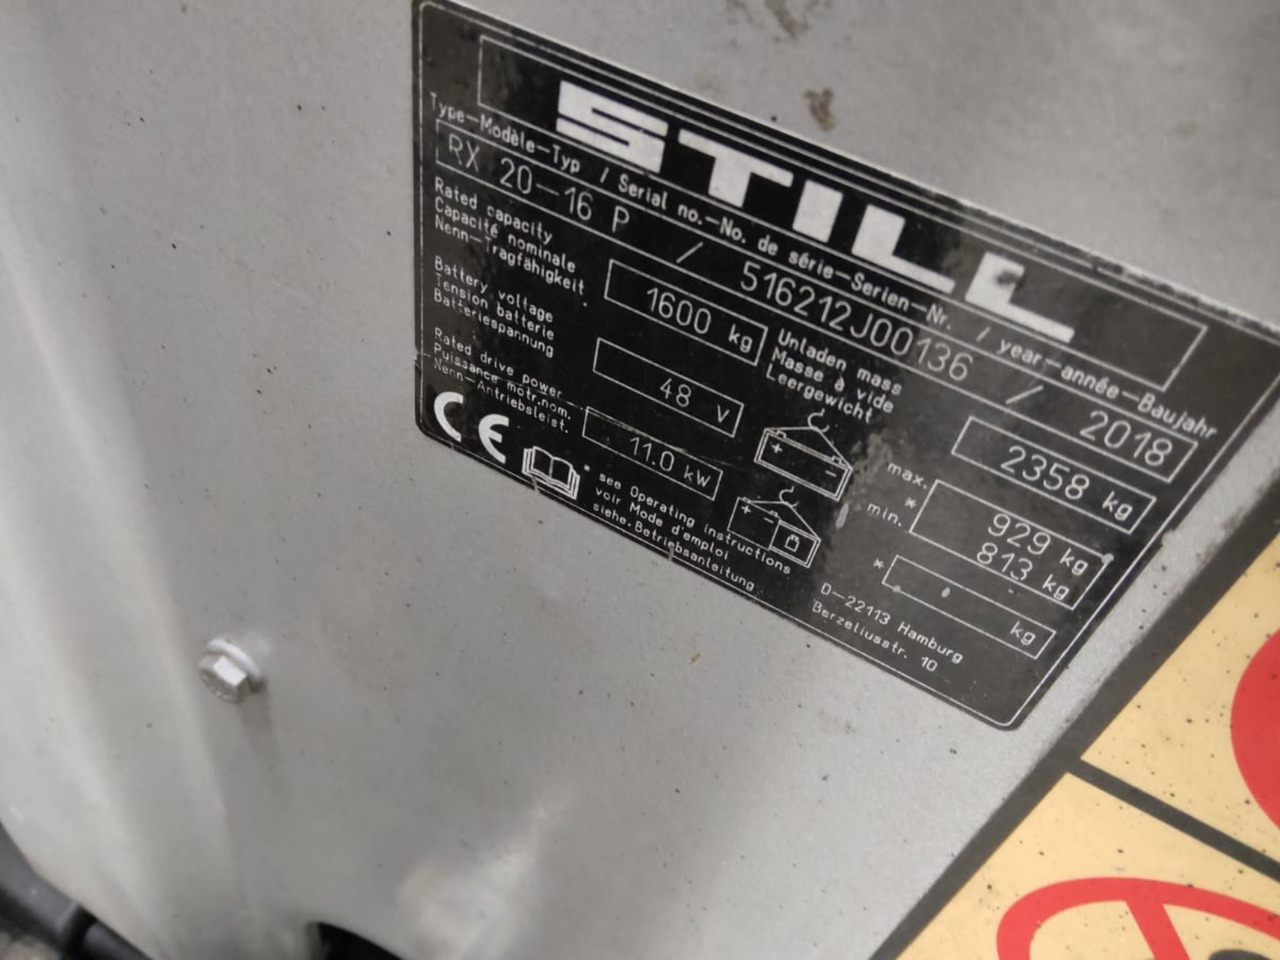 STILL
Type-Modèle-Typ / Serial no.-No. de série-Serien-Nr. / year-année-Baujahr
RX 20-16 P / 516212J00136 / 2018
Rated capacity
Capacité nominale
Nenn-Tragfähigkeit
1600 kg
Unladen mass
Masse à vide
Leergewicht
2358 kg
Battery voltage
Tension batterie
Batteriespannung
48 V
+ -
max.
*
min.
929 kg
813 kg
Rated drive power
Puissance motr.nom.
Nenn-Antriebsleist.
11.0 kW
+ -
* kg
CE
* see Operating instructions
voir Mode d'emploi
siehe Betriebsanleitung
D-22113 Hamburg
Berzeliusstr. 10